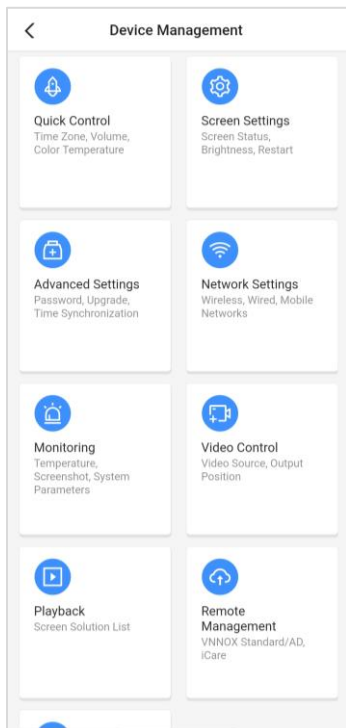 Device Management
Quick Control
Time Zone, Volume,
Color Temperature
Screen Settings
Screen Status,
Brightness, Restart
Advanced Settings
Password, Upgrade,
Time Synchronization
Network Settings
Wireless, Wired, Mobile
Networks
Monitoring
Temperature,
Screenshot, System
Parameters
Video Control
Video Source, Output
Position
Playback
Screen Solution List
Remote
Management
VNNOX Standard/AD,
iCare